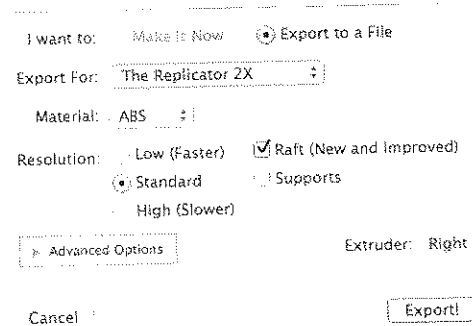 I want to: Make It Now Export to a File
Export For: The Replicator 2X
Material: ABS
Resolution: Low (Faster) Raft (New and Improved)
Standard Supports
High (Slower)
Advanced Options Extruder: Right
Cancel Export!